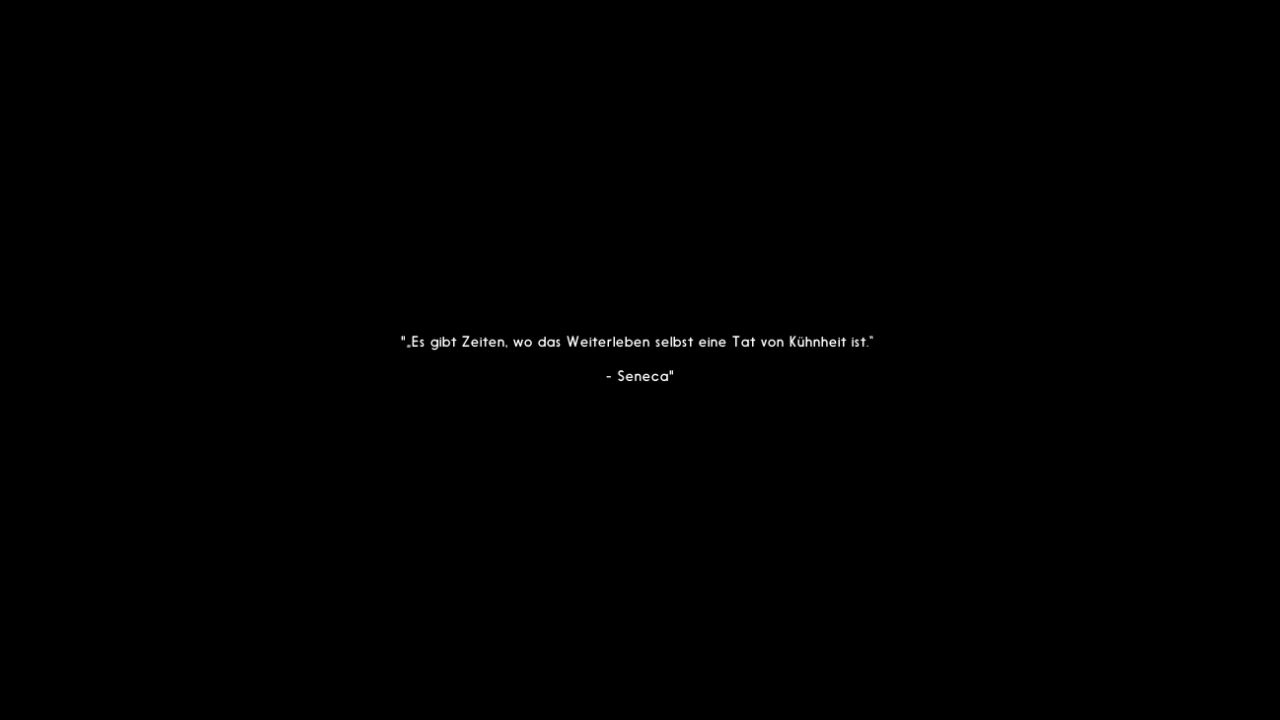 "„Es gibt Zeiten, wo das Weiterleben selbst eine Tat von Kühnheit ist.“
- Seneca"